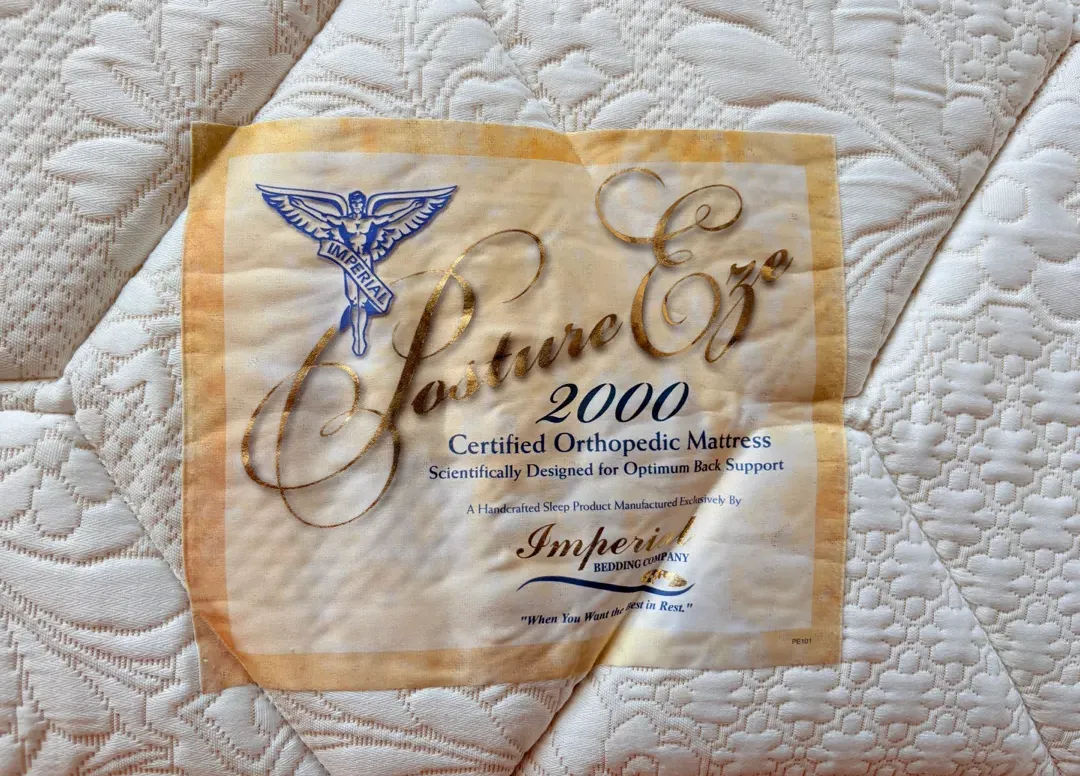 IMPERIAL
Posture Eze
2000
Certified Orthopedic Mattress
Scientifically Designed for Optimum Back Support
A Handcrafted Sleep Product Manufactured Exclusively By
Imperial
BEDDING COMPANY
"When You Want the Best in Rest."
PE101